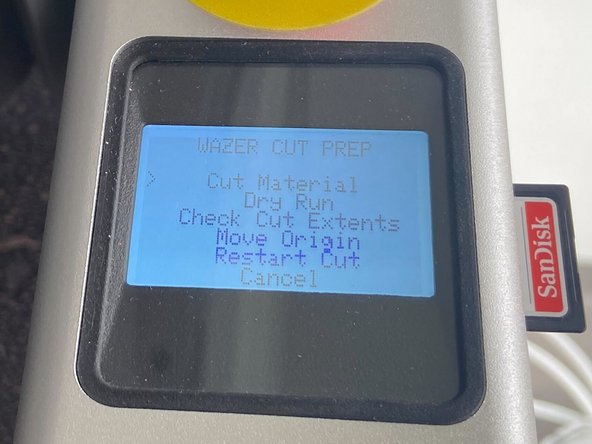 WAZER CUT PREP
> Cut Material
Dry Run
Check Cut Extents
Move Origin
Restart Cut
Cancel
SanDisk